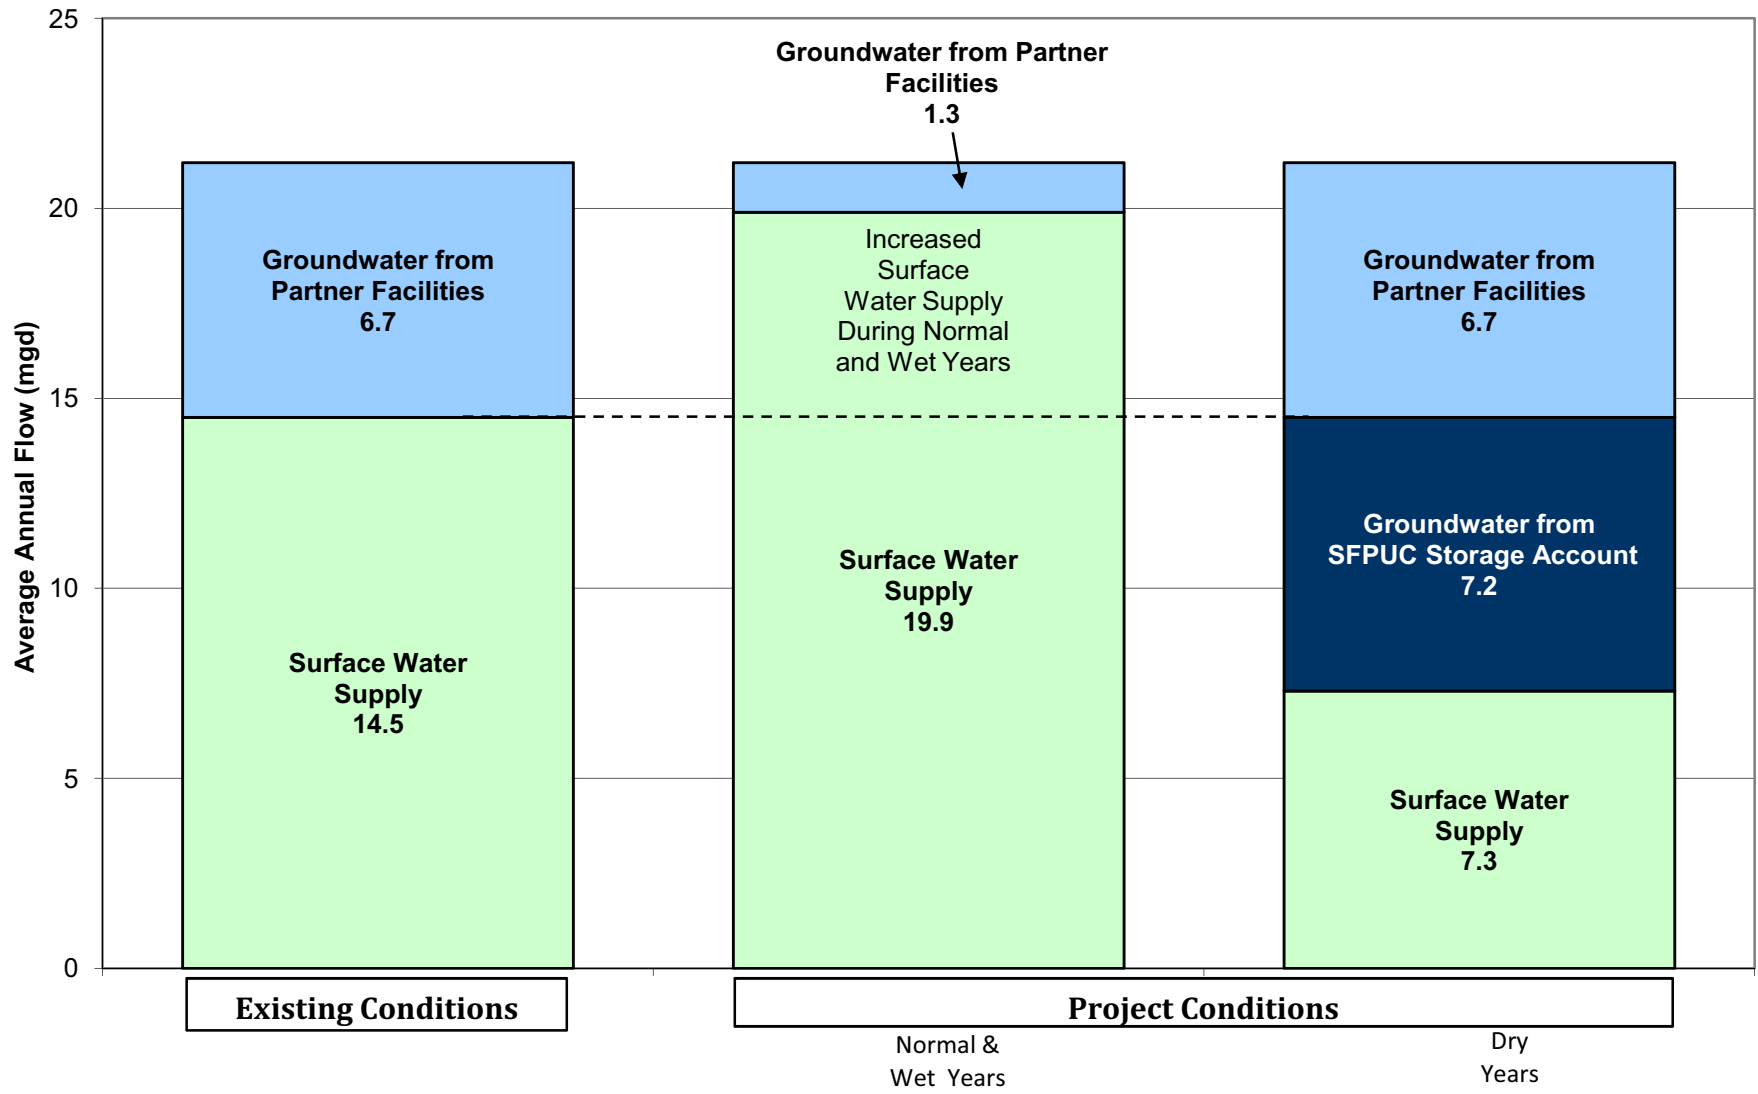 Average Annual Flow (mgd)
25
20
15
10
5
0
Groundwater from
Partner Facilities
6.7
Surface Water
Supply
14.5
Groundwater from Partner
Facilities
1.3
Increased
Surface
Water Supply
During Normal
and Wet Years
Surface Water
Supply
19.9
Groundwater from
Partner Facilities
6.7
Groundwater from
SFPUC Storage Account
7.2
Surface Water
Supply
7.3
Existing Conditions
Project Conditions
Normal &
Wet Years
Dry
Years